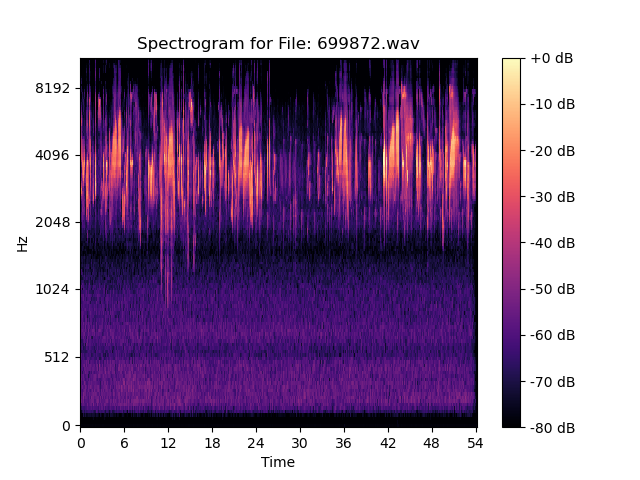 Spectrogram for File: 699872.wav
Hz
8192
4096
2048
1024
512
0
0 6 12 18 24 30 36 42 48 54
Time
+0 dB
-10 dB
-20 dB
-30 dB
-40 dB
-50 dB
-60 dB
-70 dB
-80 dB